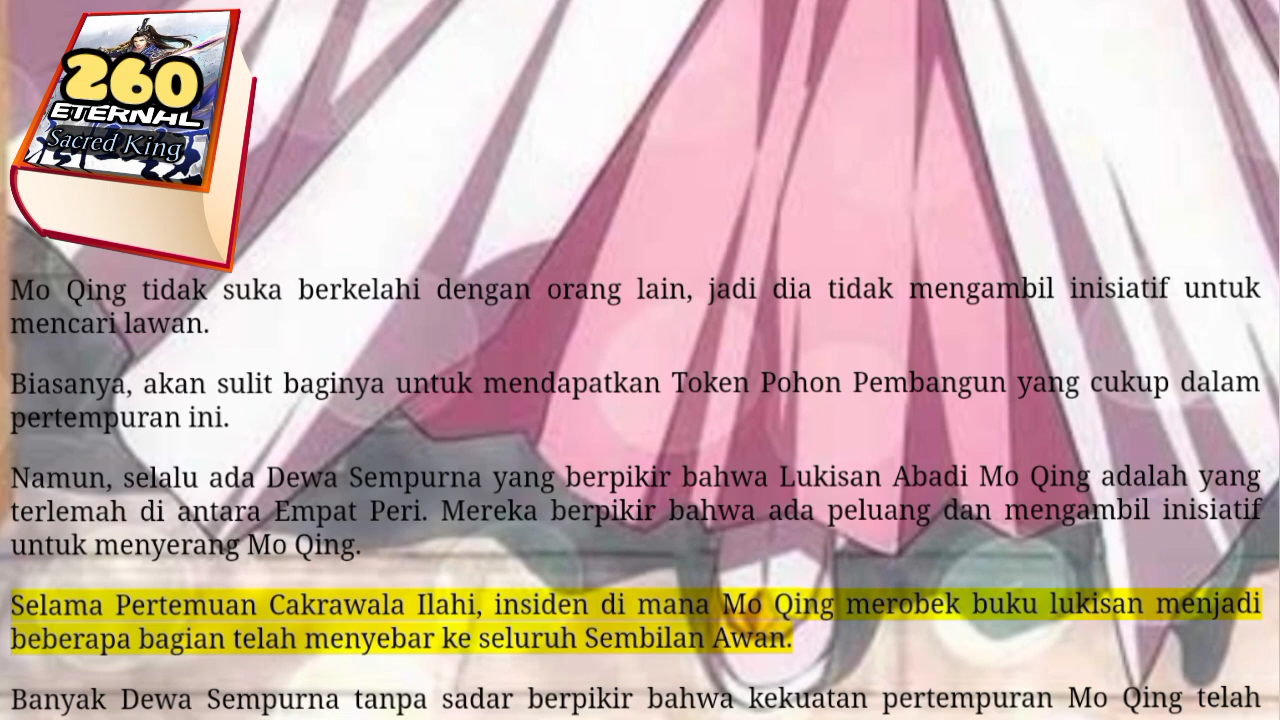 260
ETERNAL
Sacred King
Mo Qing tidak suka berkelahi dengan orang lain, jadi dia tidak mengambil inisiatif untuk
mencari lawan.
Biasanya, akan sulit baginya untuk mendapatkan Token Pohon Pembangun yang cukup dalam
pertempuran ini.
Namun, selalu ada Dewa Sempurna yang berpikir bahwa Lukisan Abadi Mo Qing adalah yang
terlemah di antara Empat Peri. Mereka berpikir bahwa ada peluang dan mengambil inisiatif
untuk menyerang Mo Qing.
Selama Pertemuan Cakrawala Ilahi, insiden di mana Mo Qing merobek buku lukisan menjadi
beberapa bagian telah menyebar ke seluruh Sembilan Awan.
Banyak Dewa Sempurna tanpa sadar berpikir bahwa kekuatan pertempuran Mo Qing telah